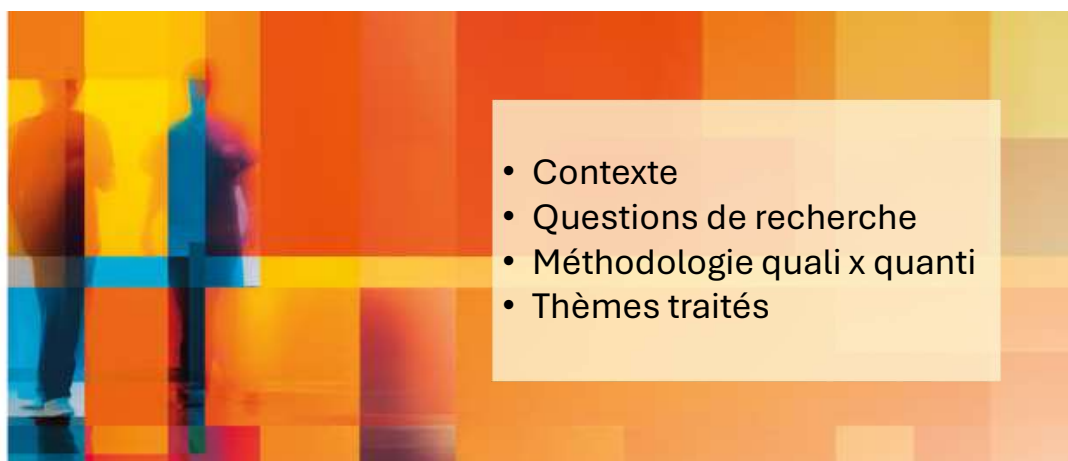 • Contexte
• Questions de recherche
• Méthodologie quali x quanti
• Thèmes traités